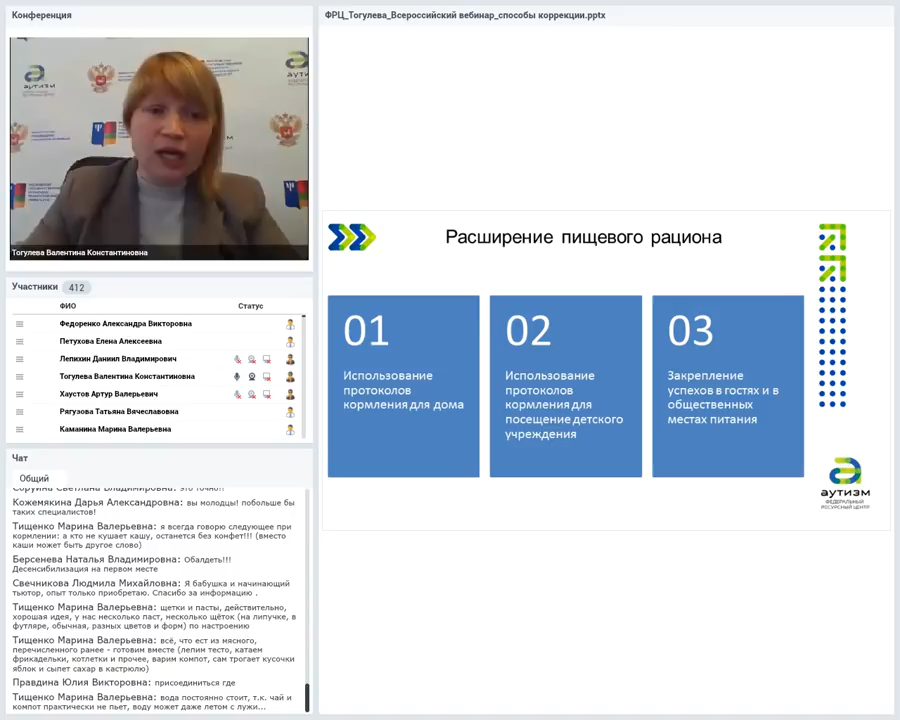 Конференция
Тогулева Валентина Константиновна
Участники 412
ФИО Статус
Федоренко Александра Викторовна
Петухова Елена Алексеевна
Лепихин Даниил Владимирович
Тогулева Валентина Константиновна
Хаустов Артур Валерьевич
Рягузова Татьяна Вячеславовна
Каманина Марина Валерьевна
Чат
Общий
Кожемякина Дарья Александровна: вы молодцы! побольше бы
таких специалистов!
Тищенко Марина Валерьевна: я всегда говорю следующее при
кормлении: а кто не кушает кашу, останется без конфет!!! (вместо
каши может быть другое слово)
Берсенева Наталья Владимировна: Обалдеть!!!
Десенсибилизация на первом месте
Свечникова Людмила Михайловна: Я бабушка и начинающий
тьютор, опыт только приобретаю. Спасибо за информацию .
Тищенко Марина Валерьевна: щетки и пасты, действительно,
хорошая идея, у нас несколько паст, несколько щёток (на липучке, в
футляре, обычная, разных цветов и форм) по настроению
Тищенко Марина Валерьевна: всё, что ест из мясного,
перечисленного ранее - готовим вместе (лепим тесто, катаем
фрикадельки, котлетки и прочее, варим компот, сам трогает кусочки
яблок и сыпет сахар в кастрюлю)
Правдина Юлия Викторовна: присоединиться где
Тищенко Марина Валерьевна: вода постоянно стоит, т.к. чай и
компот практически не пьет, воду может даже летом с лужи...
ФРЦ_Тогулева_Всероссийский вебинар_способы коррекции.pptx
Расширение пищевого рациона
01
Использование
протоколов
кормления для дома
02
Использование
протоколов
кормления для
посещение детского
учреждения
03
Закрепление
успехов в гостях и в
общественных
местах питания
аутизм
ФЕДЕРАЛЬНЫЙ
РЕСУРСНЫЙ ЦЕНТР